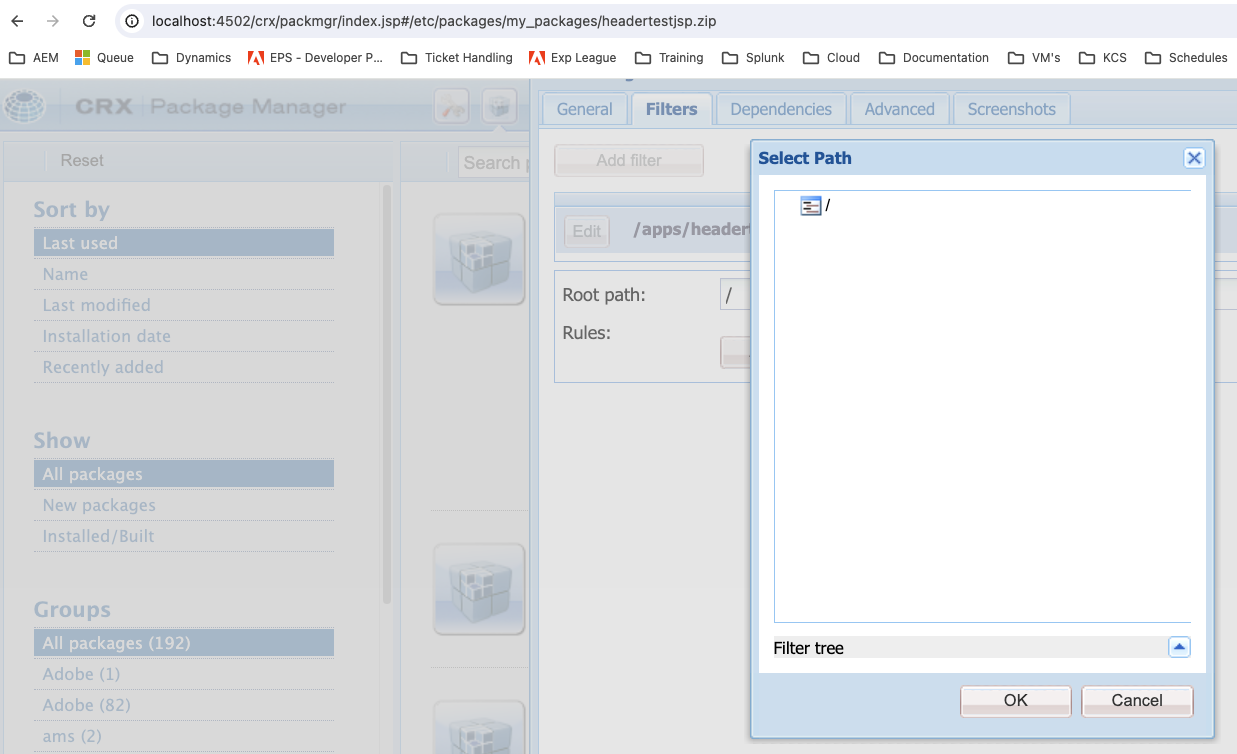 localhost:4502/crx/packmgr/index.jsp#/etc/packages/my_packages/headertestjsp.zip
AEM Queue Dynamics EPS - Developer P... Ticket Handling Exp League Training Splunk Cloud Documentation VM's KCS Schedules
CRX Package Manager
General Filters Dependencies Advanced Screenshots
Reset
Search
Add filter
Select Path
/
Sort by
Last used
Name
Last modified
Installation date
Recently added
Edit /apps/headert
Root path: /
Rules:
Show
All packages
New packages
Installed/Built
Groups
All packages (192)
Adobe (1)
Adobe (82)
ams (2)
Filter tree
OK Cancel